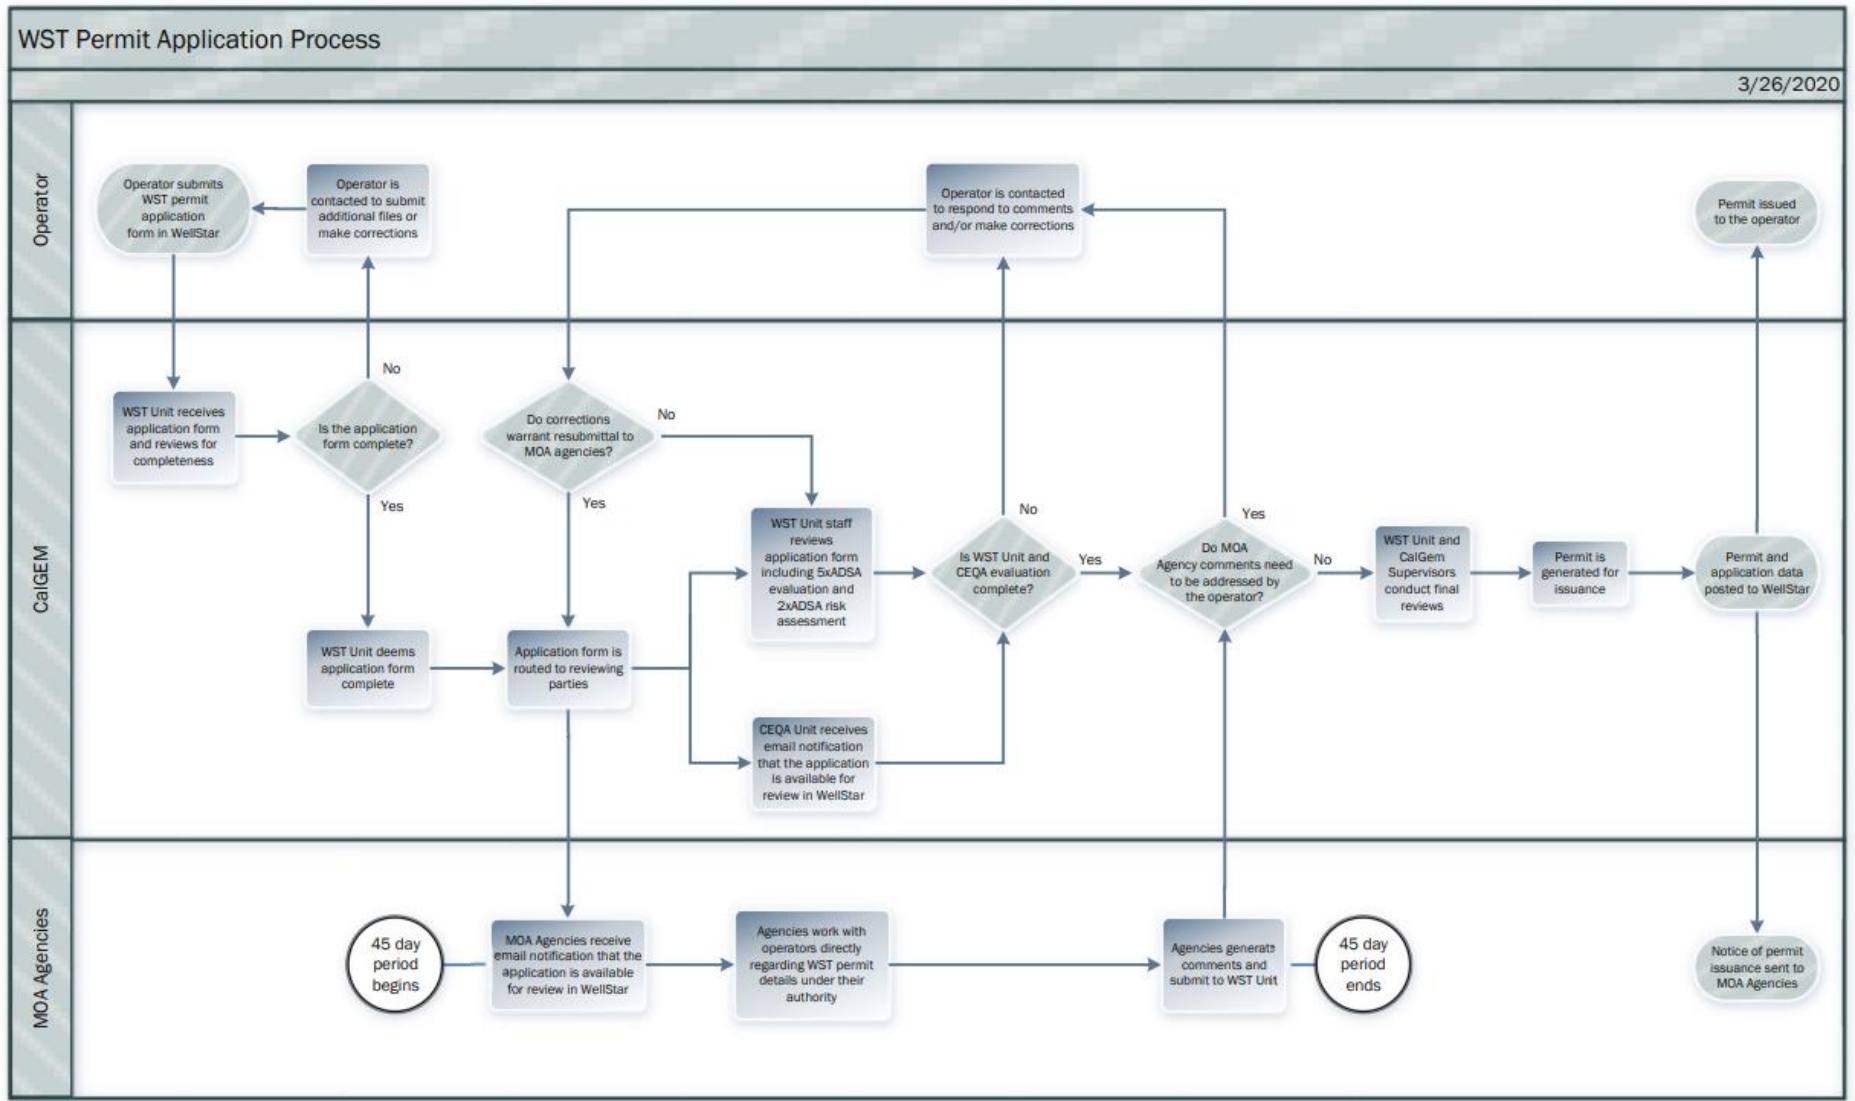 WST Permit Application Process
3/26/2020
Operator
Operator submits
WST permit
application
form in WellStar
Operator is
contacted to submit
additional files or
make corrections
Operator is contacted
to respond to comments
and/or make corrections
Permit issued
to the operator
CalGEM
WST Unit receives
application form
and reviews for
completeness
Is the application
form complete?
No
Yes
WST Unit deems
application form
complete
Do corrections
warrant resubmittal to
MOA agencies?
No
Yes
Application form is
routed to reviewing
parties
WST Unit staff
reviews
application form
including 5xADSA
evaluation and
2xADSA risk
assessment
CEQA Unit receives
email notification
that the application
is available for
review in WellStar
Is WST Unit and
CEQA evaluation
complete?
No
Yes
Do MOA
Agency comments need
to be addressed by
the operator?
Yes
No
WST Unit and
CalGem
Supervisors
conduct final
reviews
Permit is
generated for
issuance
Permit and
application data
posted to WellStar
MOA Agencies
45 day
period
begins
MOA Agencies receive
email notification that the
application is available
for review in WellStar
Agencies work with
operators directly
regarding WST permit
details under their
authority
Agencies generate
comments and
submit to WST Unit
45 day
period
ends
Notice of permit
issuance sent to
MOA Agencies